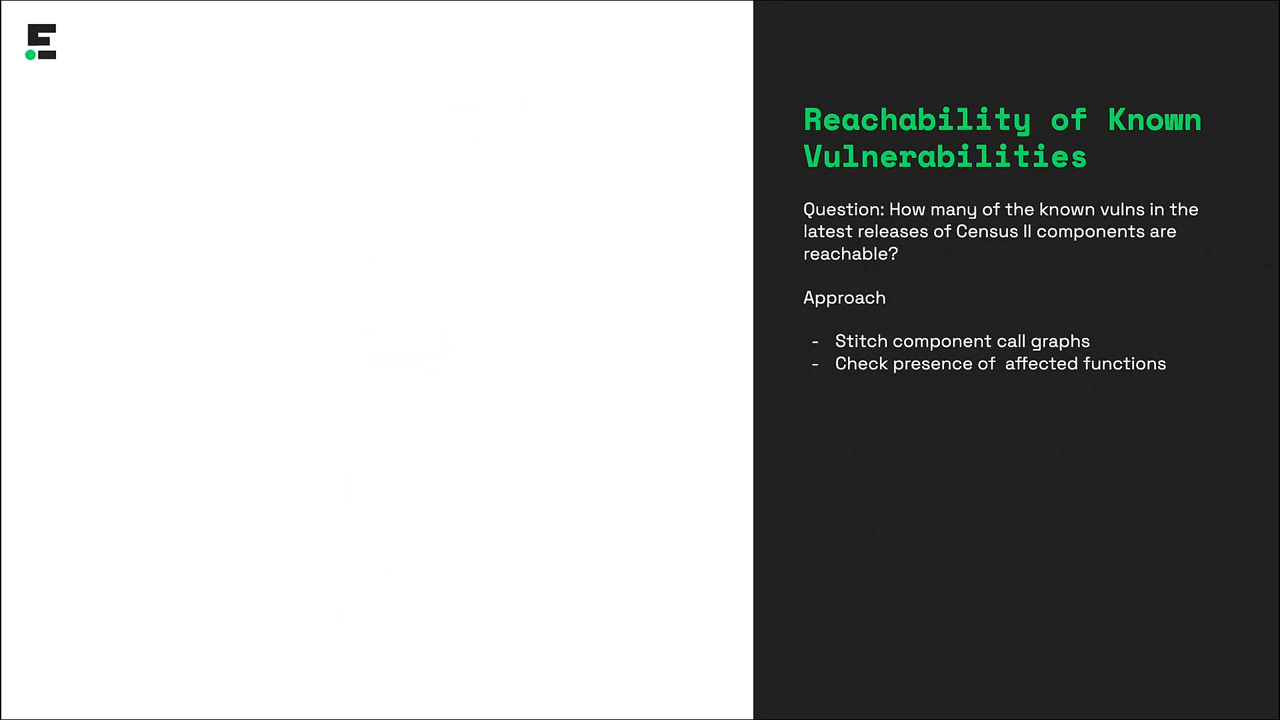 Reachability of Known
Vulnerabilities
Question: How many of the known vulns in the
latest releases of Census II components are
reachable?
Approach
- Stitch component call graphs
- Check presence of affected functions